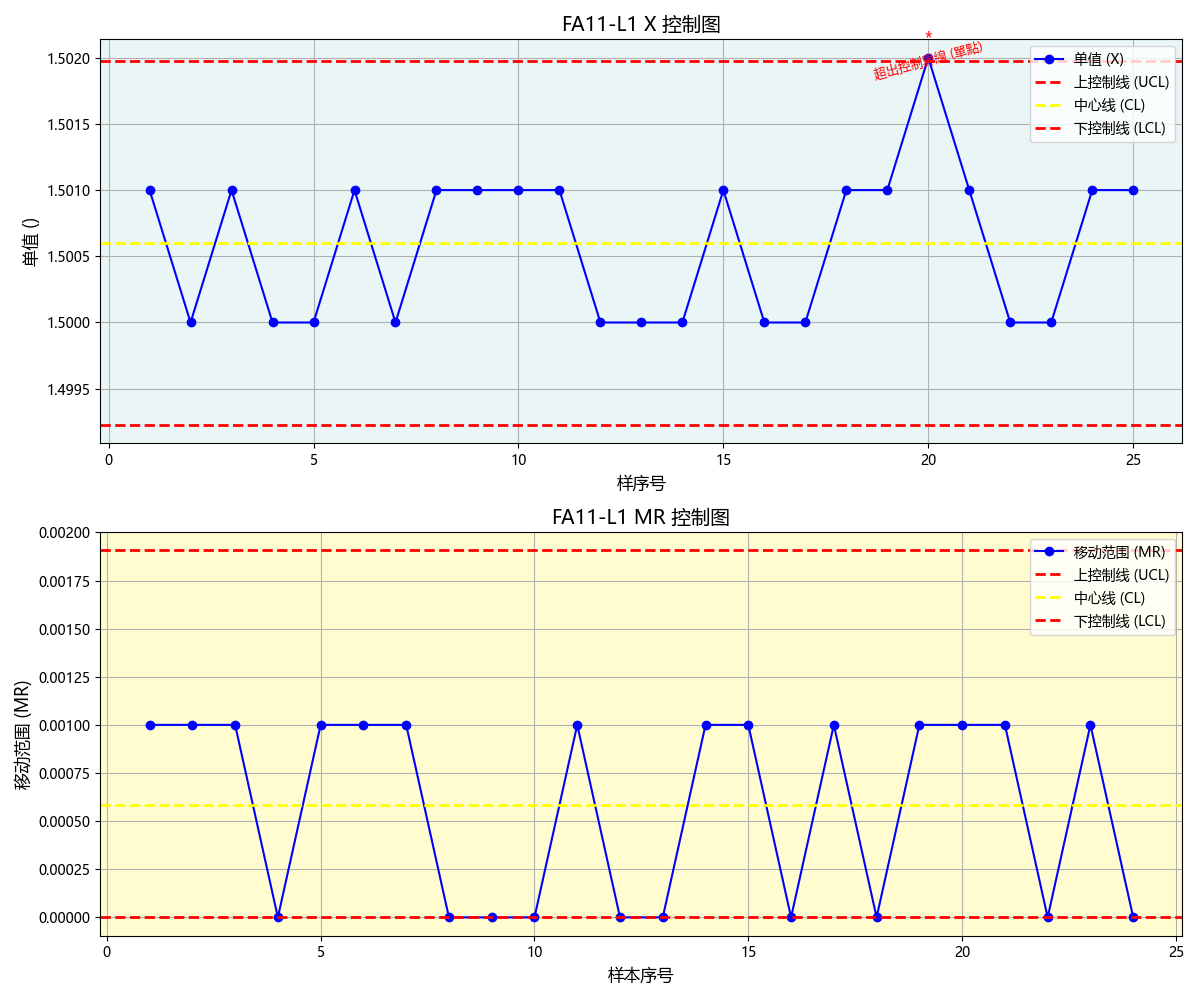 FA11-L1 X 控制图
*
超出控制界線 (單點)
单值 (X)
上控制线 (UCL)
中心线 (CL)
下控制线 (LCL)
单值 ()
1.5020
1.5015
1.5010
1.5005
1.5000
1.4995
0 5 10 15 20 25
样序号
FA11-L1 MR 控制图
移动范围 (MR)
上控制线 (UCL)
中心线 (CL)
下控制线 (LCL)
移动范围 (MR)
0.00200
0.00175
0.00150
0.00125
0.00100
0.00075
0.00050
0.00025
0.00000
0 5 10 15 20 25
样本序号